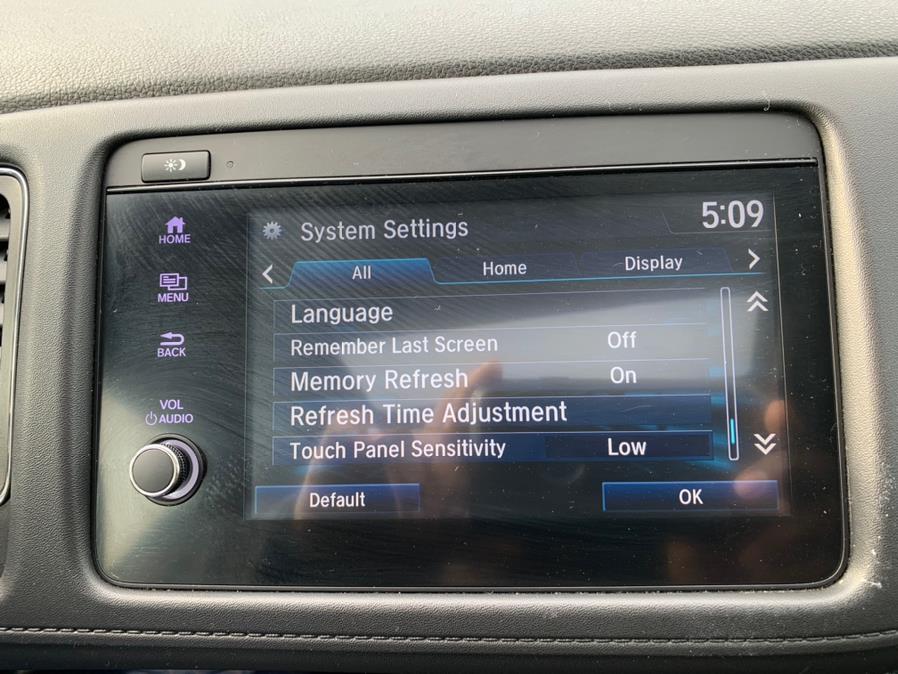 System Settings
5:09
HOME
All
Home
Display
MENU
Language
Remember Last Screen Off
BACK
Memory Refresh On
Refresh Time Adjustment
VOL
AUDIO
Touch Panel Sensitivity Low
Default
OK